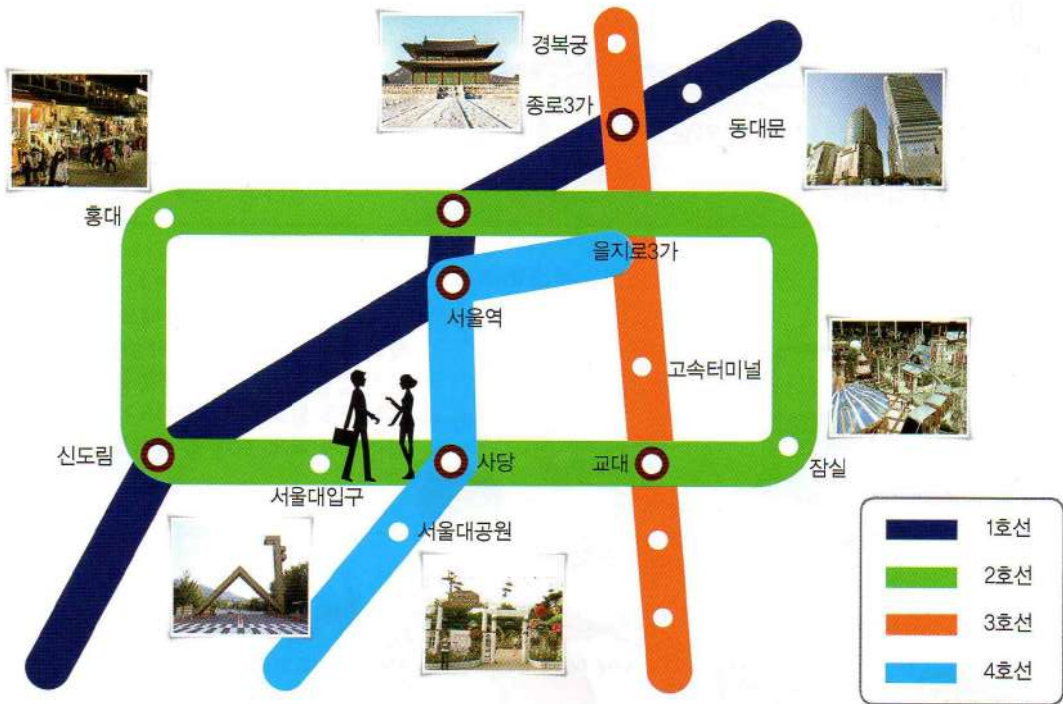 경복궁
종로3가
동대문
홍대
을지로3가
서울역
고속터미널
신도림
서울대입구
사당
교대
잠실
서울대공원
1호선
2호선
3호선
4호선